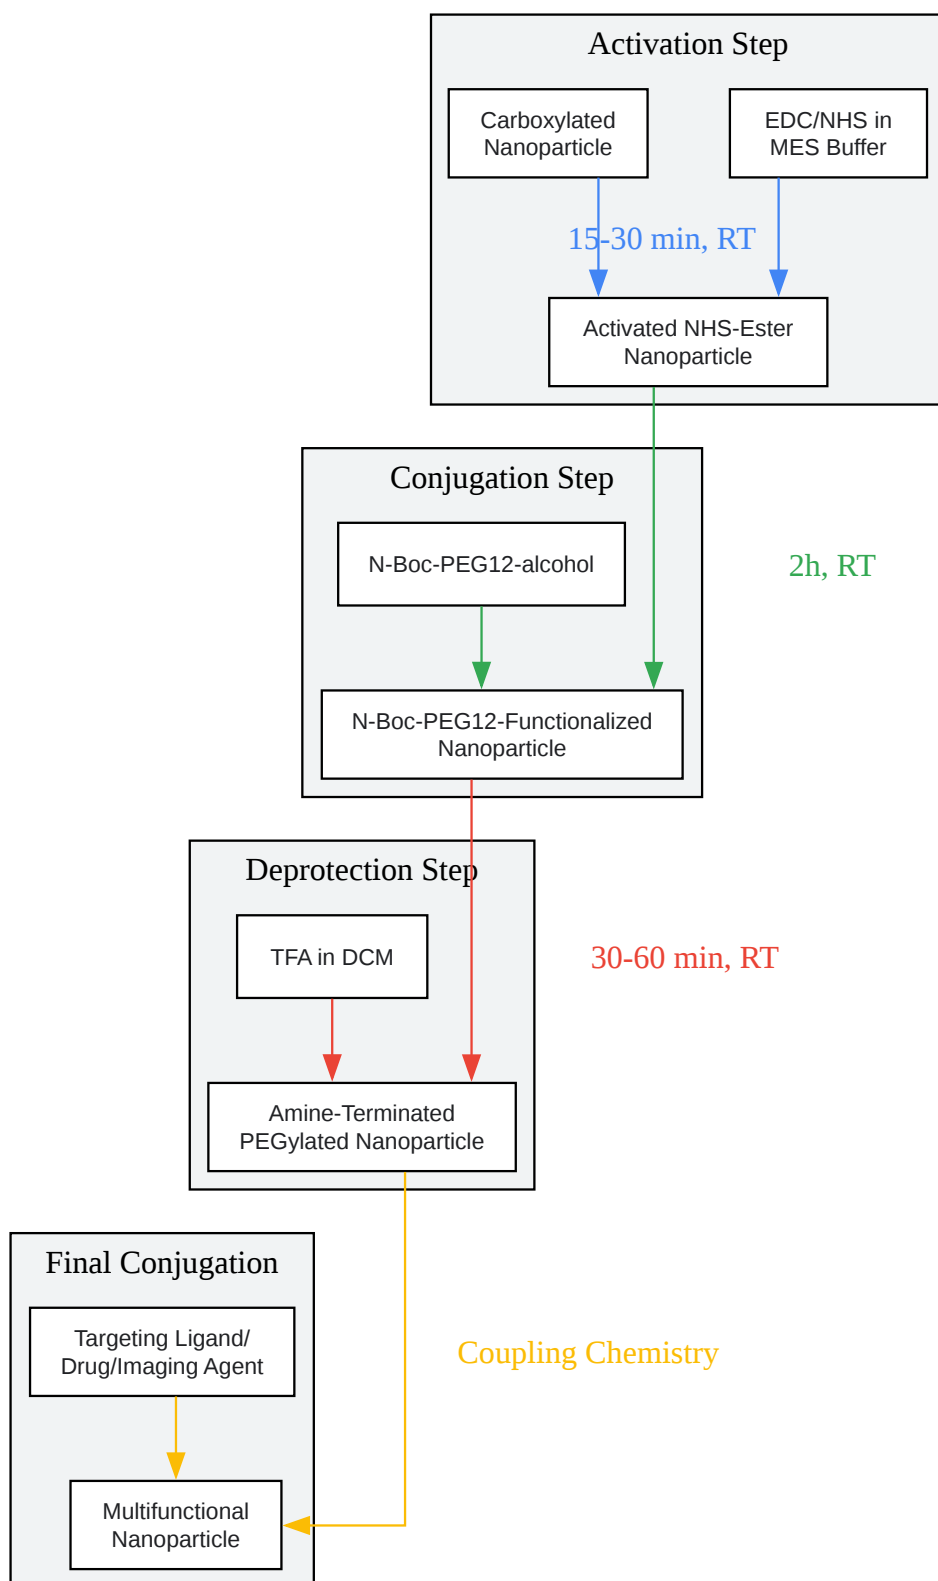 Activation Step
Carboxylated
Nanoparticle
EDC/NHS in
MES Buffer
15-30 min, RT
Activated NHS-Ester
Nanoparticle
Conjugation Step
N-Boc-PEG12-alcohol
2h, RT
N-Boc-PEG12-Functionalized
Nanoparticle
Deprotection Step
TFA in DCM
30-60 min, RT
Amine-Terminated
PEGylated Nanoparticle
Final Conjugation
Targeting Ligand/
Drug/Imaging Agent
Coupling Chemistry
Multifunctional
Nanoparticle